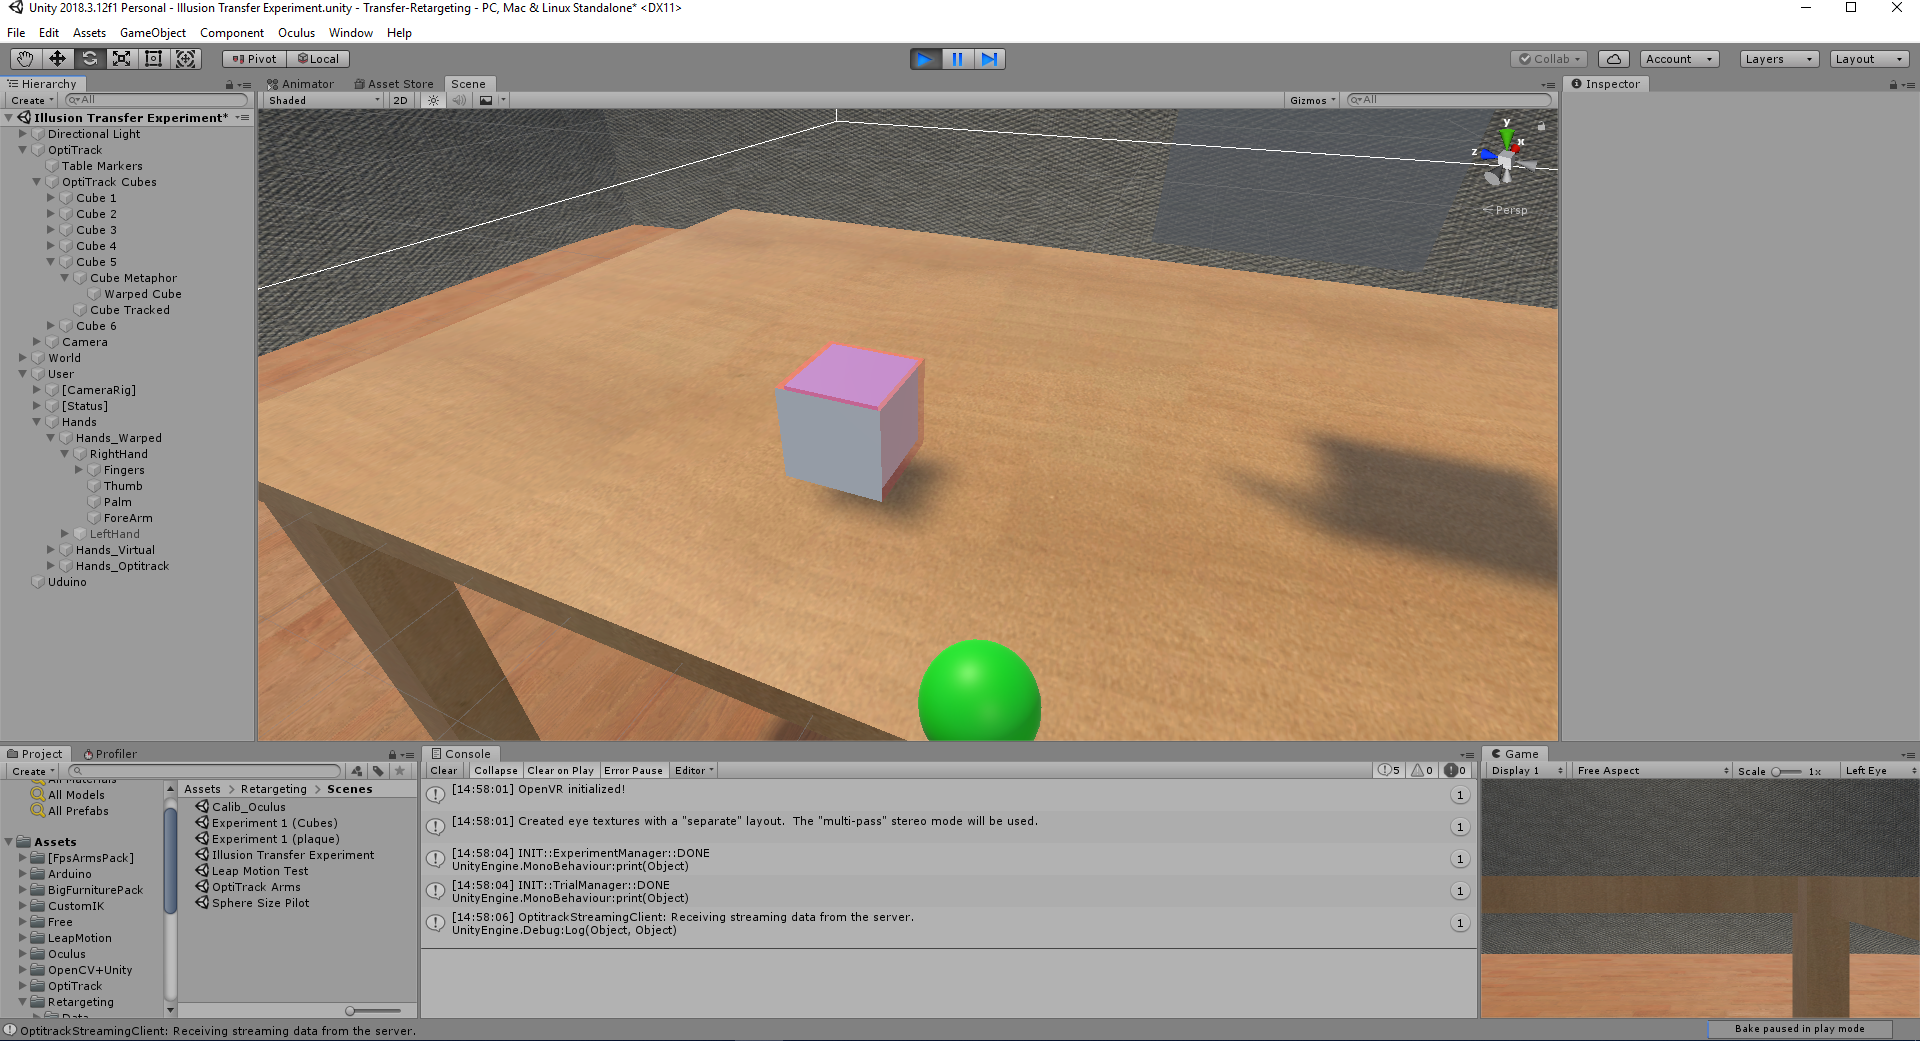 Unity 2018.3.12f1 Personal - Illusion Transfer Experiment.unity - Transfer-Retargeting - PC, Mac & Linux Standalone* <DX11>
File Edit Assets GameObject Component Oculus Window Help
Pivot Local Collab Account Layers Layout
Hierarchy
Create All
Illusion Transfer Experiment*
Directional Light
OptiTrack
Table Markers
OptiTrack Cubes
Cube 1
Cube 2
Cube 3
Cube 4
Cube 5
Cube Metaphor
Warped Cube
Cube Tracked
Cube 6
Camera
World
User
[CameraRig]
[Status]
Hands
Hands_Warped
RightHand
Fingers
Thumb
Palm
ForeArm
LeftHand
Hands_Virtual
Hands_Optitrack
Uduino
Animator Asset Store Scene
Shaded 2D Gizmos All
y
x
z
Persp
Inspector
Project Profiler
Create
All Materials
All Models
All Prefabs
Assets
[FpsArmsPack]
Arduino
BigFurniturePack
CustomIK
Free
LeapMotion
Oculus
OpenCV+Unity
OptiTrack
Retargeting
Data
Assets > Retargeting > Scenes
Calib_Oculus
Experiment 1 (Cubes)
Experiment 1 (plaque)
Illusion Transfer Experiment
Leap Motion Test
OptiTrack Arms
Sphere Size Pilot
Console
Clear Collapse Clear on Play Error Pause Editor 5 0 0
[14:58:01] OpenVR initialized! 1
[14:58:01] Created eye textures with a "separate" layout. The "multi-pass" stereo mode will be used. 1
[14:58:04] INIT::ExperimentManager::DONE
UnityEngine.MonoBehaviour:print(Object) 1
[14:58:04] INIT::TrialManager::DONE
UnityEngine.MonoBehaviour:print(Object) 1
[14:58:06] OptitrackStreamingClient: Receiving streaming data from the server.
UnityEngine.Debug:Log(Object, Object) 1
Game
Display 1 Free Aspect Scale 1x Left Eye
OptitrackStreamingClient: Receiving streaming data from the server.
Bake paused in play mode